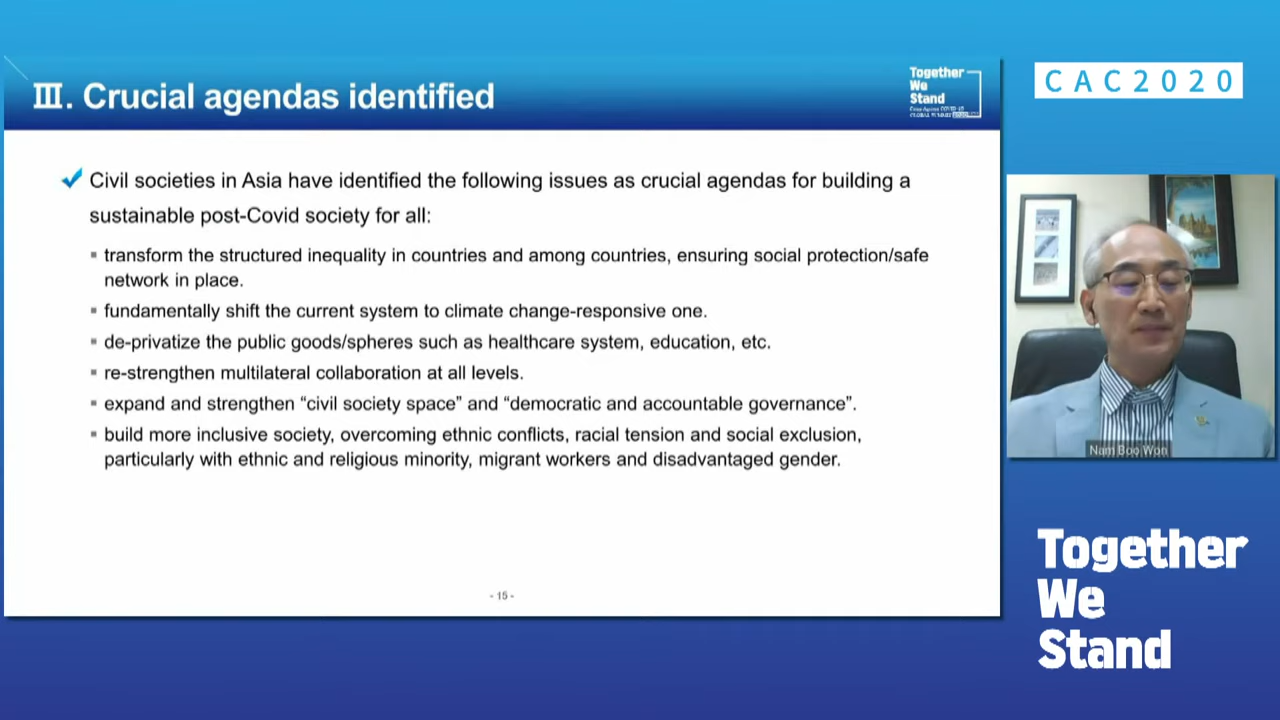 Ⅲ. Crucial agendas identified
Together
We
Stand
CAC2020
Civil societies in Asia have identified the following issues as crucial agendas for building a
sustainable post-Covid society for all:
▪ transform the structured inequality in countries and among countries, ensuring social protection/safe
network in place.
▪ fundamentally shift the current system to climate change-responsive one.
▪ de-privatize the public goods/spheres such as healthcare system, education, etc.
▪ re-strengthen multilateral collaboration at all levels.
▪ expand and strengthen “civil society space” and “democratic and accountable governance”.
▪ build more inclusive society, overcoming ethnic conflicts, racial tension and social exclusion,
particularly with ethnic and religious minority, migrant workers and disadvantaged gender.
- 15 -
Nam Boo Won
Together
We
Stand